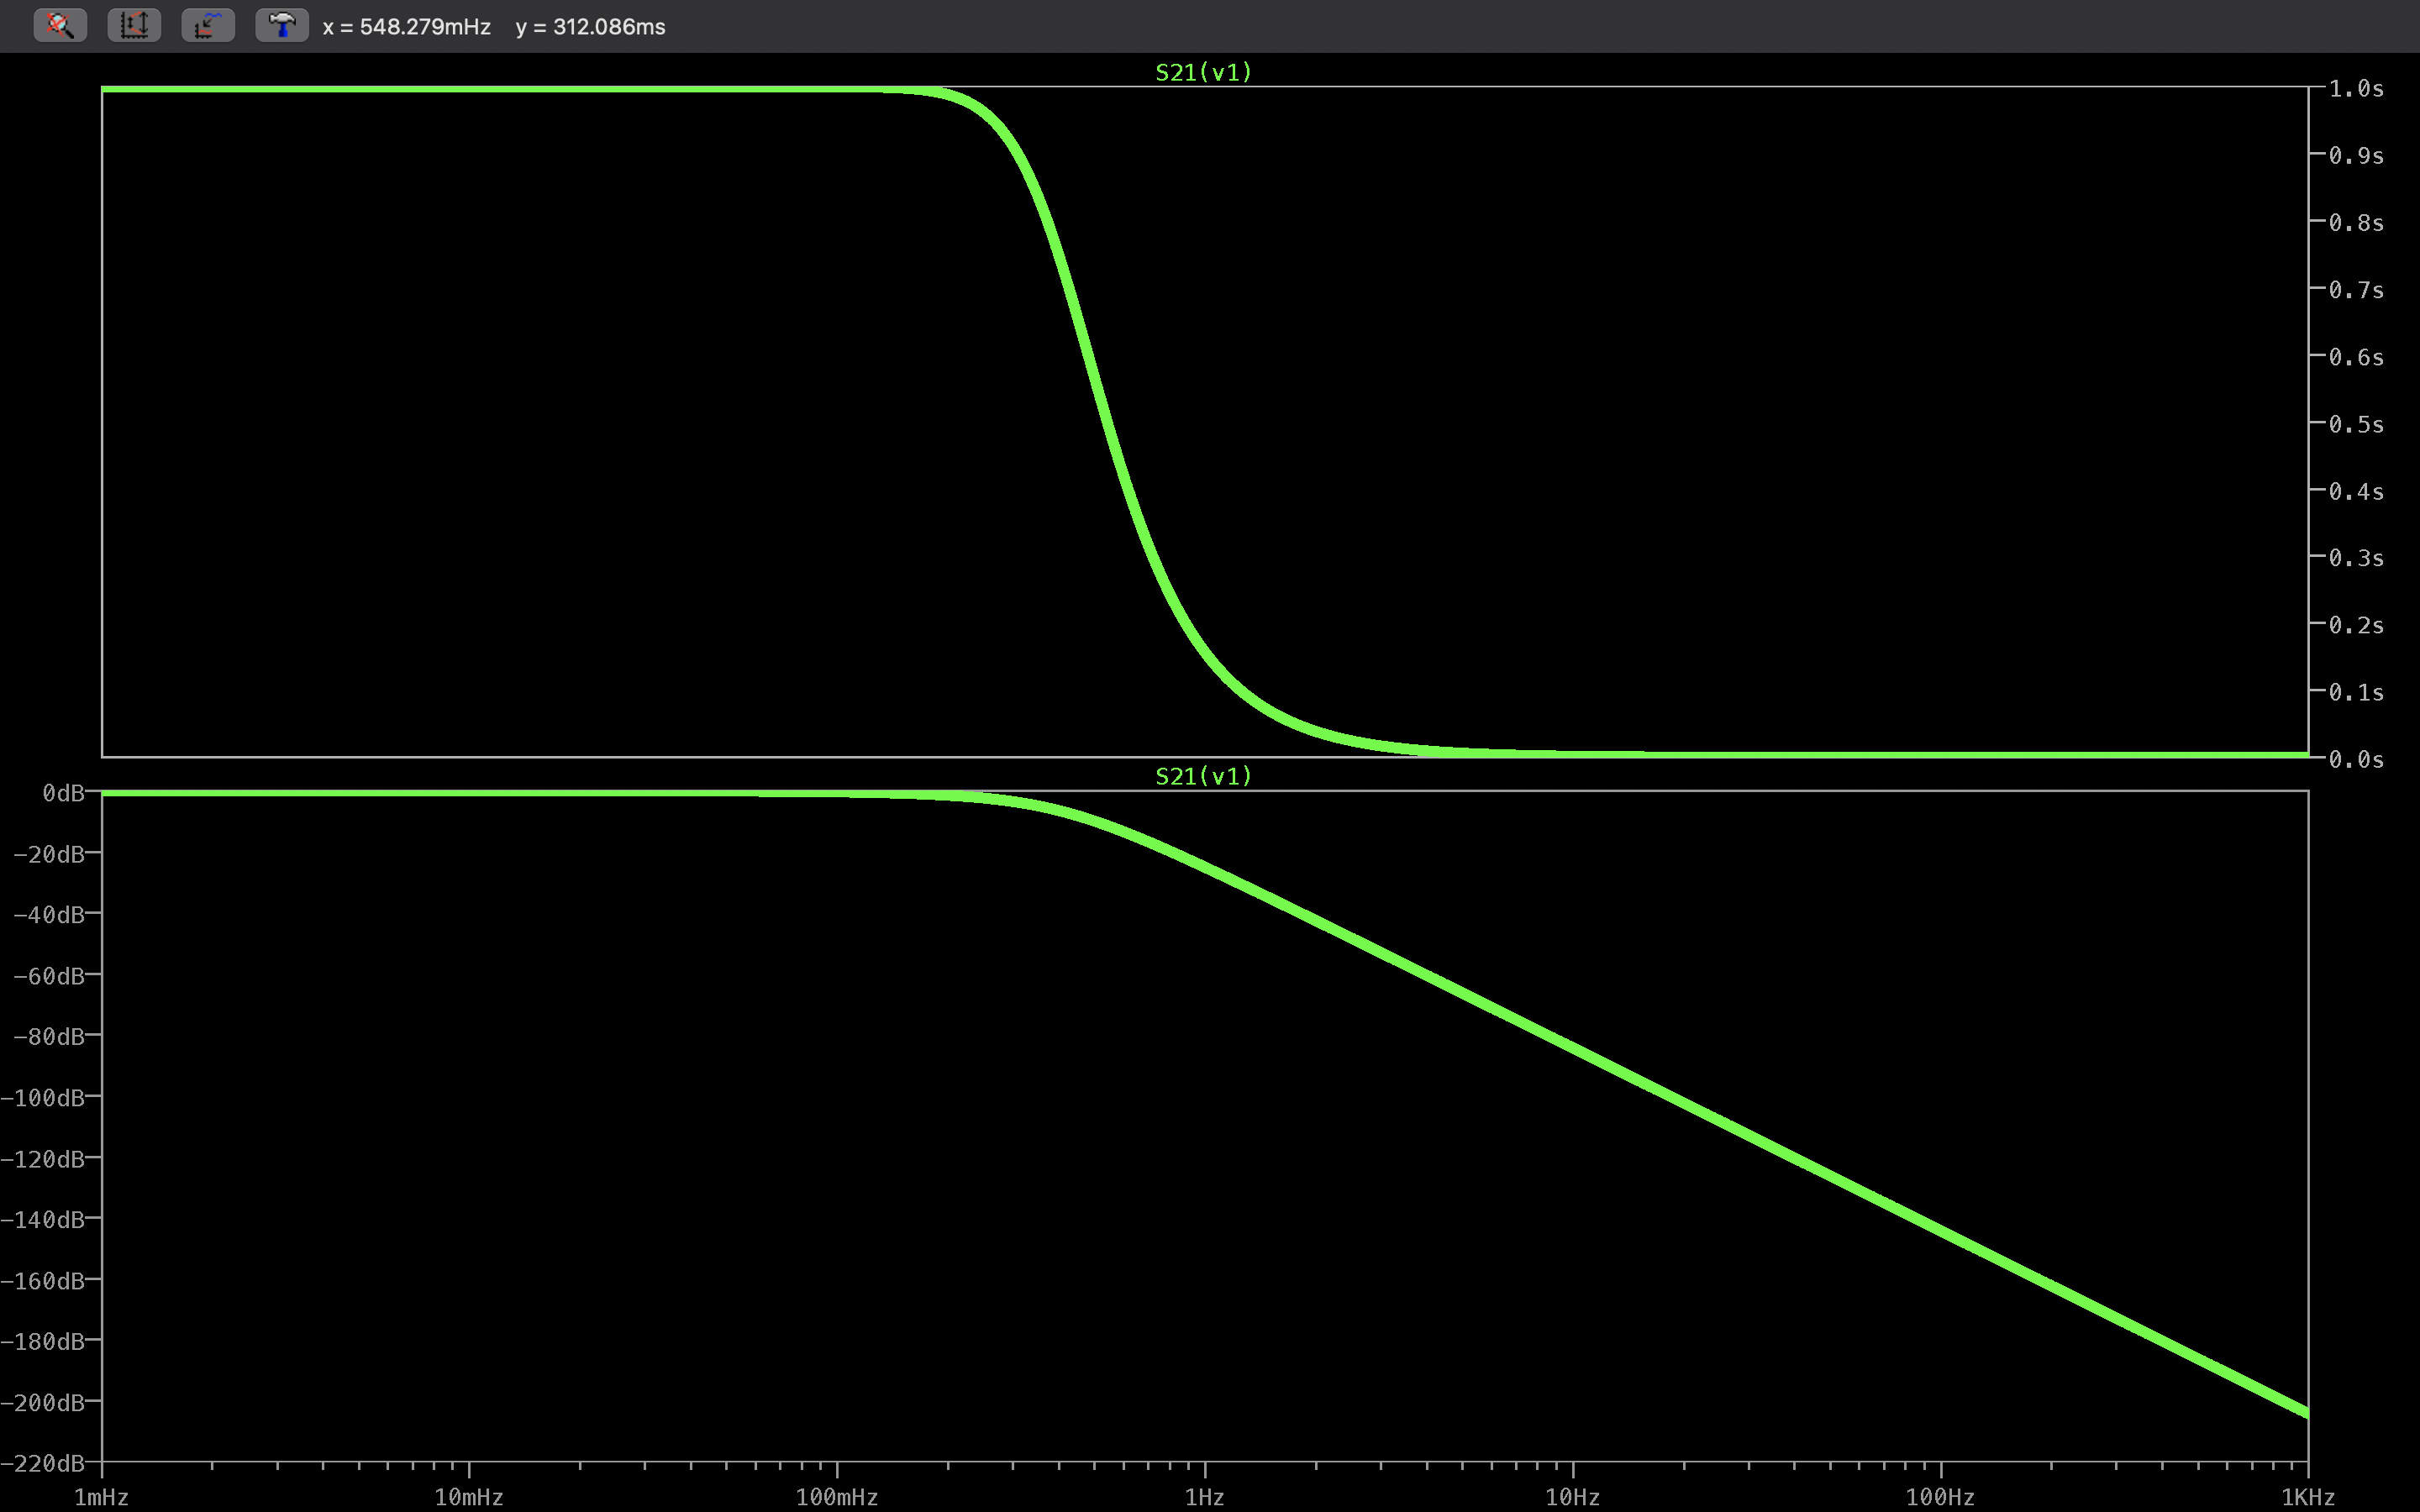 x = 548.279mHz y = 312.086ms
S21(v1)
1.0s
0.9s
0.8s
0.7s
0.6s
0.5s
0.4s
0.3s
0.2s
0.1s
0.0s
S21(v1)
0dB
-20dB
-40dB
-60dB
-80dB
-100dB
-120dB
-140dB
-160dB
-180dB
-200dB
-220dB
1mHz 10mHz 100mHz 1Hz 10Hz 100Hz 1KHz